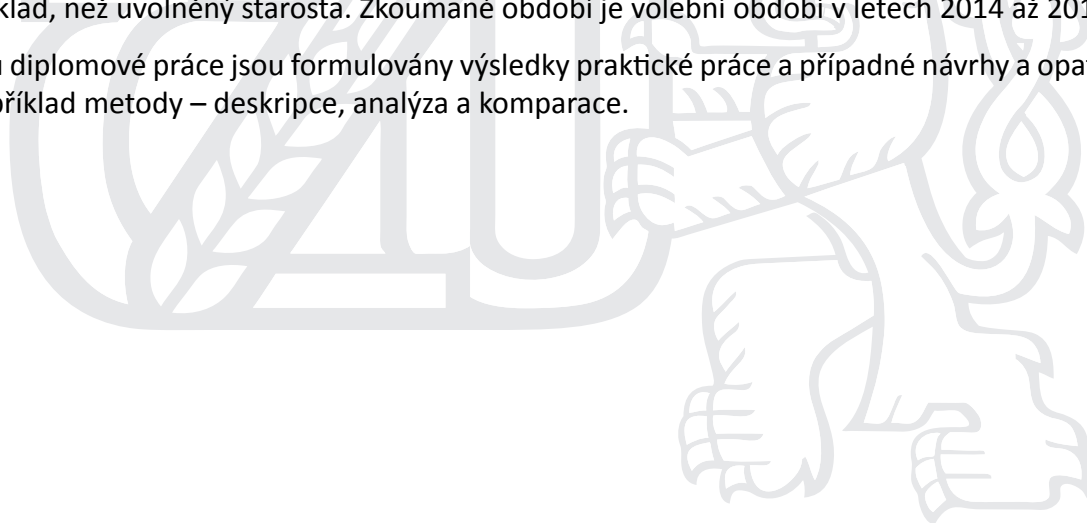 klad, než uvolněný starosta. Zkoumané období je volební období v letech 2014 až 201
u diplomové práce jsou formulovány výsledky praktické práce a případné návrhy a opa
příklad metody – deskripce, analýza a komparace.